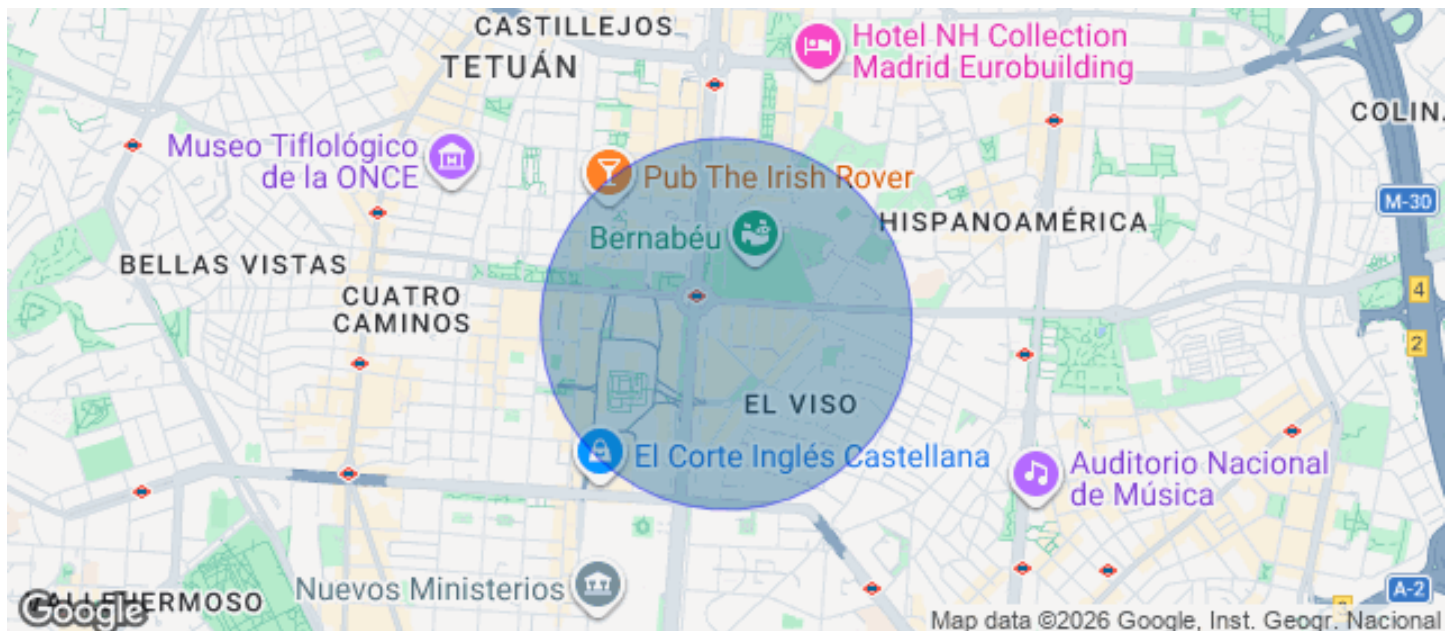 CASTILLEJOS
TETUÁN
Hotel NH Collection
Madrid Eurobuilding
COLIN
Museo Tiflológico
de la ONCE
Pub The Irish Rover
M-30
HISPANOAMÉRICA
Bernabéu
BELLAS VISTAS
CUATRO
CAMINOS
4
2
EL VISO
El Corte Inglés Castellana
Auditorio Nacional
de Música
Nuevos Ministerios
A-2
VALLEHERMOSO
Google
Map data ©2026 Google, Inst. Geogr. Nacional